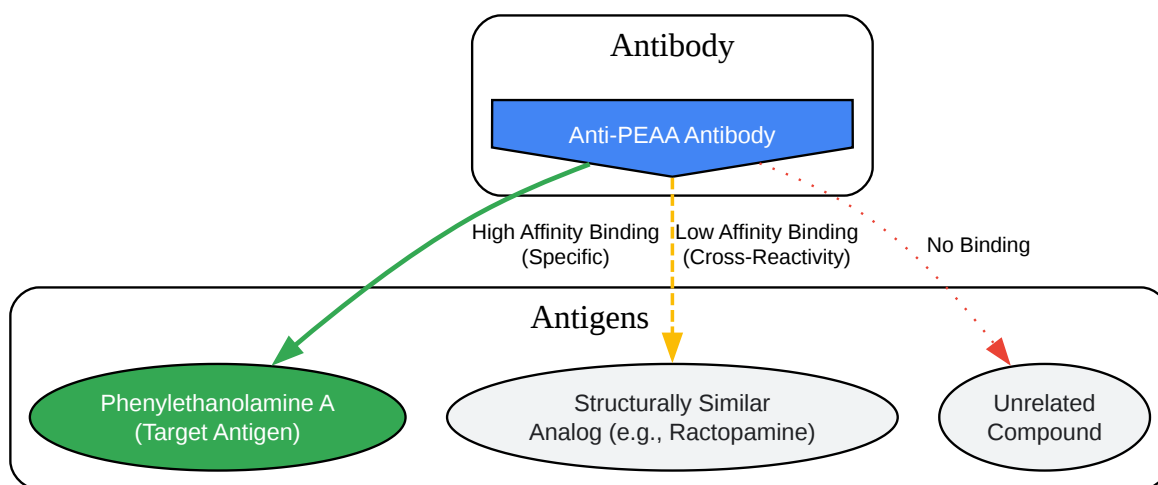 Antibody
Anti-PEAA Antibody
High Affinity Binding
(Specific)
Low Affinity Binding
(Cross-Reactivity)
No Binding
Antigens
Phenylethanolamine A
(Target Antigen)
Structurally Similar
Analog (e.g., Ractopamine)
Unrelated
Compound